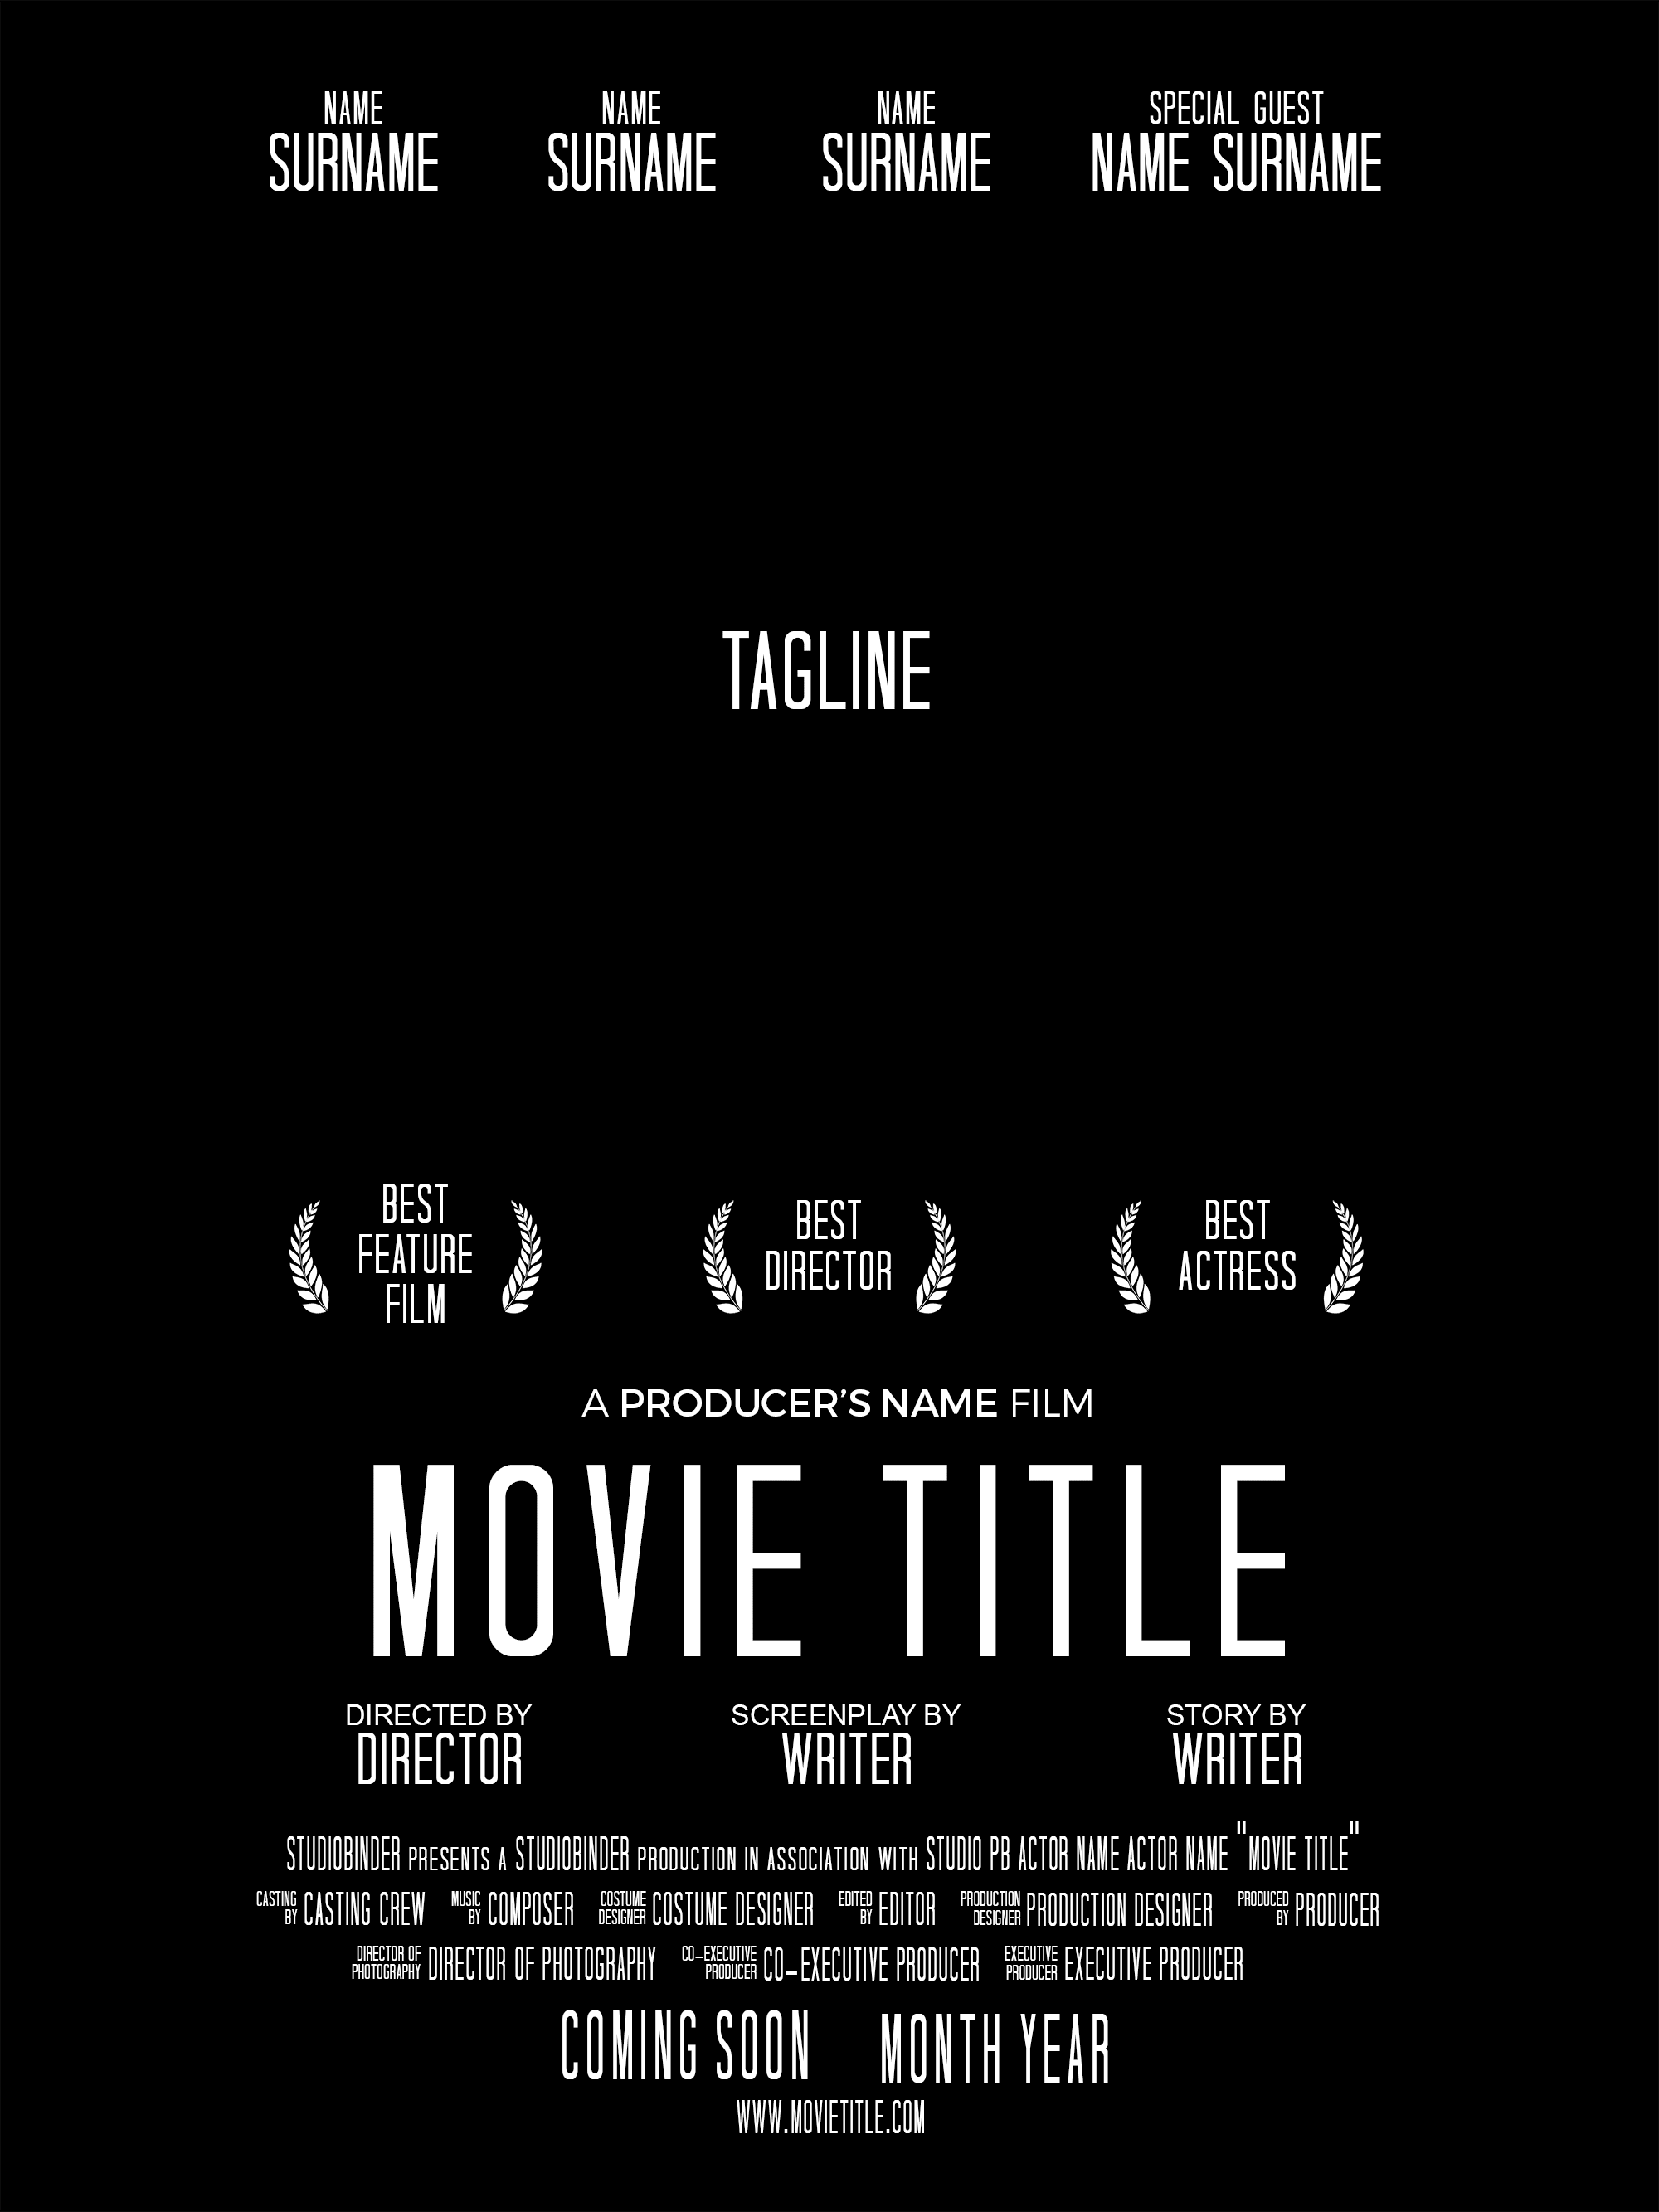 NAME NAME NAME SPECIAL GUEST
SURNAME SURNAME SURNAME NAME SURNAME
TAGLINE
BEST
FEATURE
FILM
BEST
DIRECTOR
BEST
ACTRESS
A PRODUCER'S NAME FILM
MOVIE TITLE
DIRECTED BY SCREENPLAY BY STORY BY
DIRECTOR WRITER WRITER
STUDIOBINDER PRESENTS A STUDIOBINDER PRODUCTION IN ASSOCIATION WITH STUDIO PB ACTOR NAME ACTOR NAME "MOVIE TITLE"
CASTING BY CASTING CREW MUSIC BY COMPOSER COSTUME DESIGNER COSTUME DESIGNER EDITED BY EDITOR PRODUCTION DESIGNER PRODUCTION DESIGNER PRODUCED BY PRODUCER
DIRECTOR OF PHOTOGRAPHY DIRECTOR OF PHOTOGRAPHY CO-EXECUTIVE PRODUCER CO-EXECUTIVE PRODUCER EXECUTIVE PRODUCER EXECUTIVE PRODUCER
COMING SOON MONTH YEAR
WWW.MOVIETITLE.COM